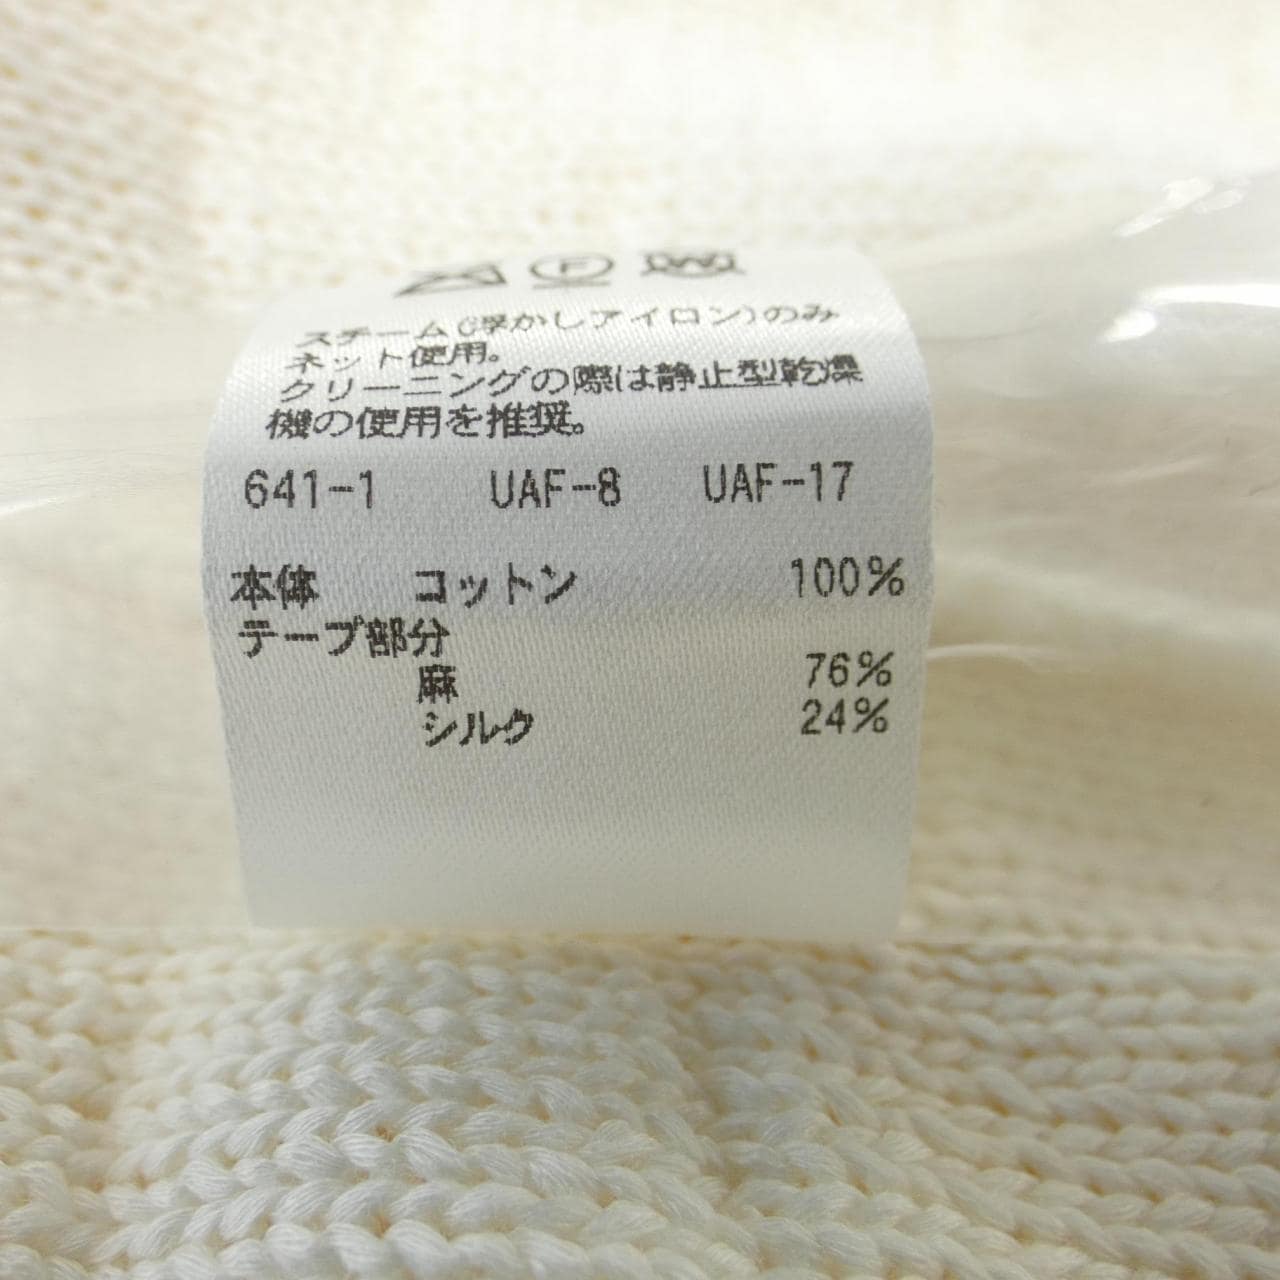 F W
スチーム(浮かしアイロン)のみ
ネット使用。
クリーニングの際は静止型乾燥
機の使用を推奨。
641-1 UAF-8 UAF-17
本体 コットン 100%
テープ部分
麻 76%
シルク 24%